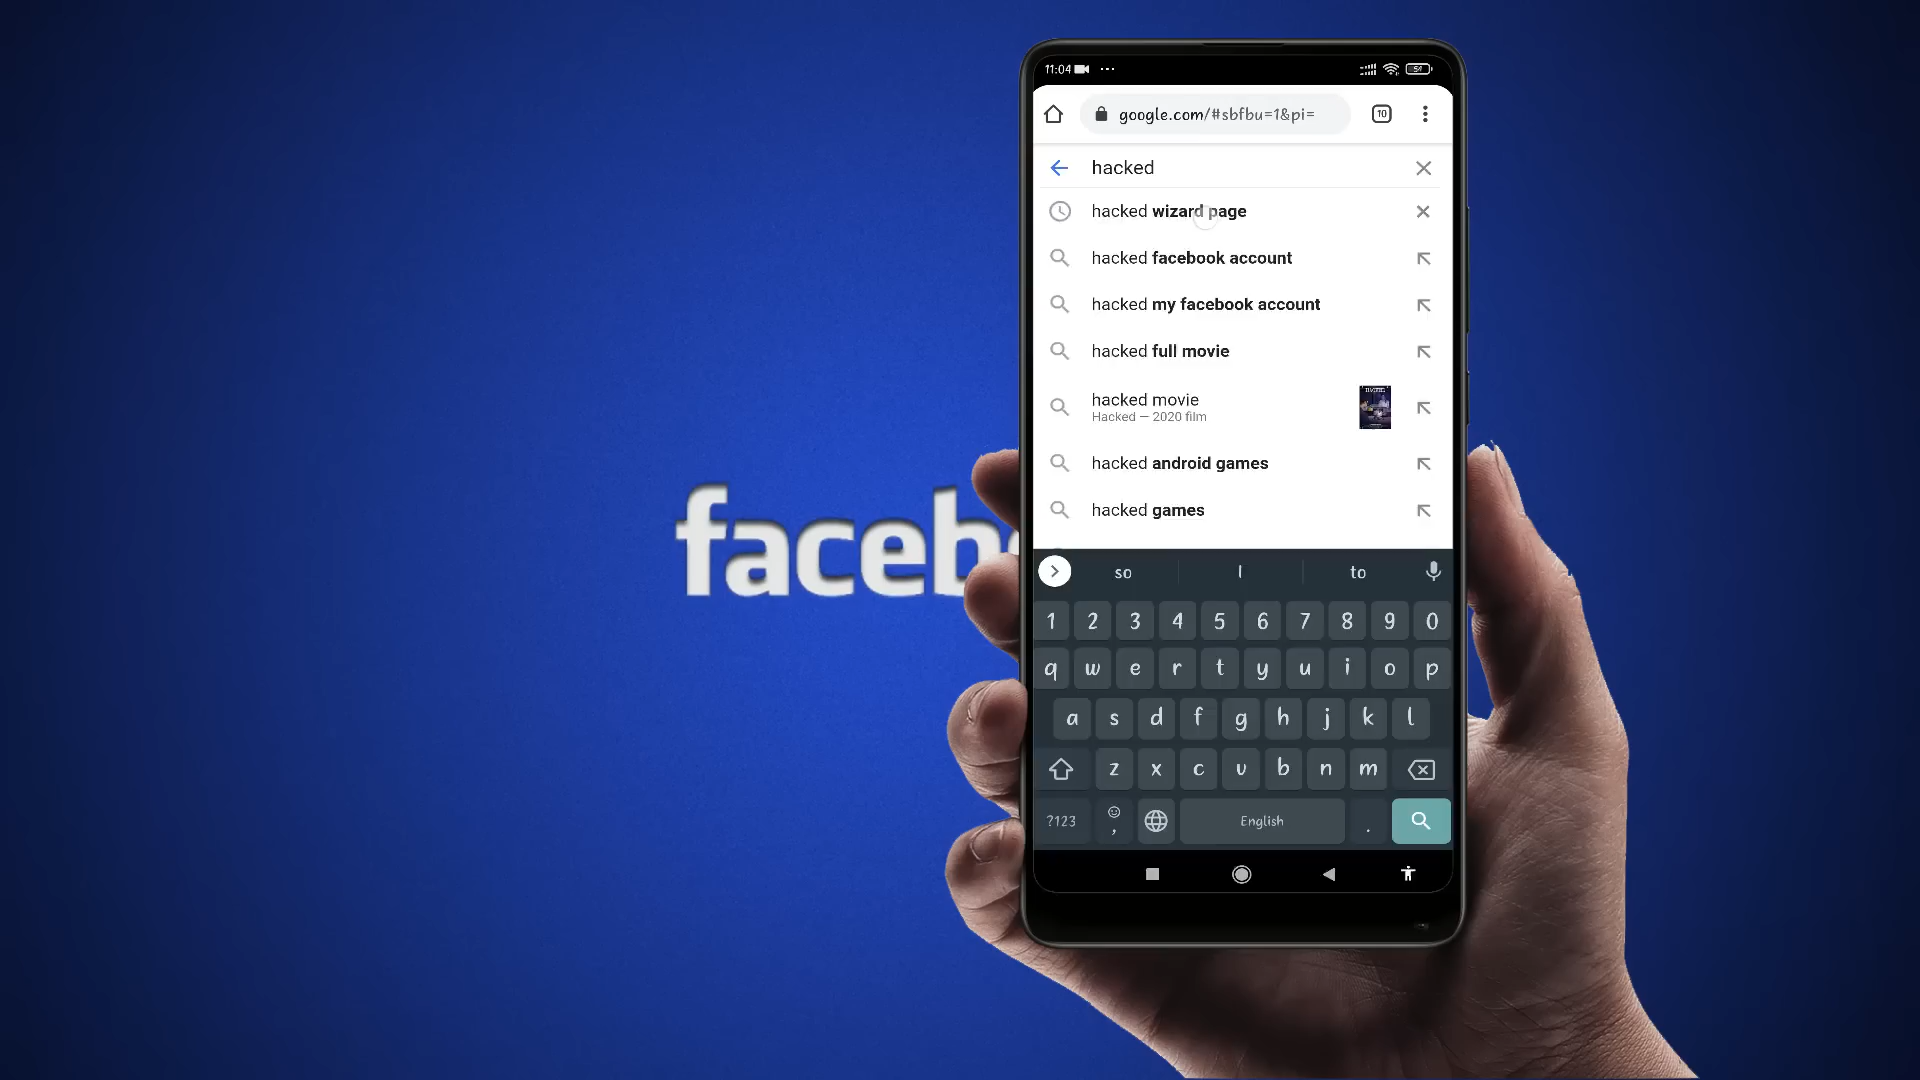 11:04
54
google.com/#sbfbu=1&pi=
10
hacked
hacked wizard page
hacked facebook account
hacked my facebook account
hacked full movie
hacked movie
Hacked — 2020 film
hacked android games
hacked games
faceb
so I to
1 2 3 4 5 6 7 8 9 0
q w e r t y u i o p
a s d f g h j k l
z x c v b n m
?123 , English .